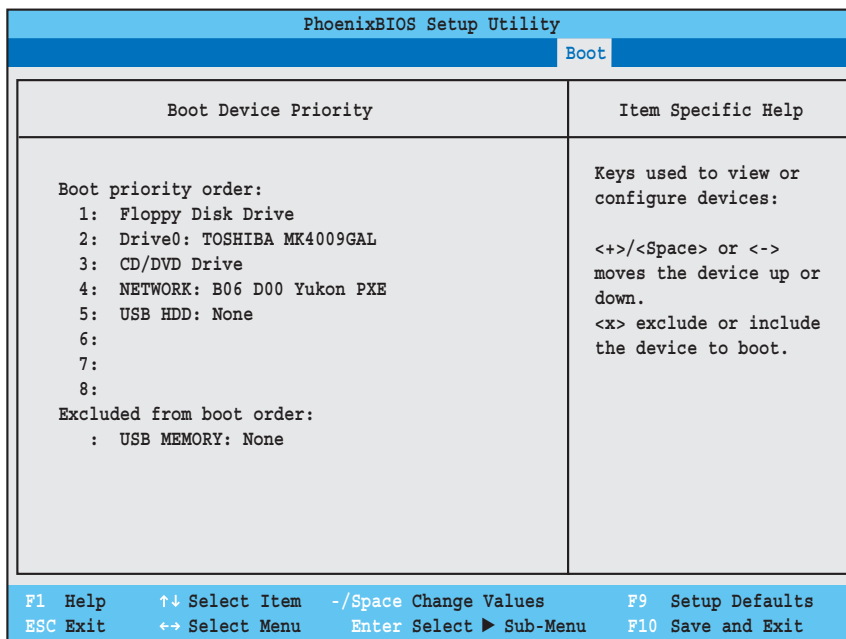 PhoenixBIOS Setup Utility
Boot
Boot Device Priority
Boot priority order:
1: Floppy Disk Drive
2: Drive0: TOSHIBA MK4009GAL
3: CD/DVD Drive
4: NETWORK: B06 D00 Yukon PXE
5: USB HDD: None
6:
7:
8:
Excluded from boot order:
: USB MEMORY: None
Item Specific Help
Keys used to view or
configure devices:
<+>/<Space> or <->
moves the device up or
down.
<x> exclude or include
the device to boot.
F1 Help ↑↓ Select Item -/Space Change Values F9 Setup Defaults
ESC Exit ←→ Select Menu Enter Select ▶ Sub-Menu F10 Save and Exit